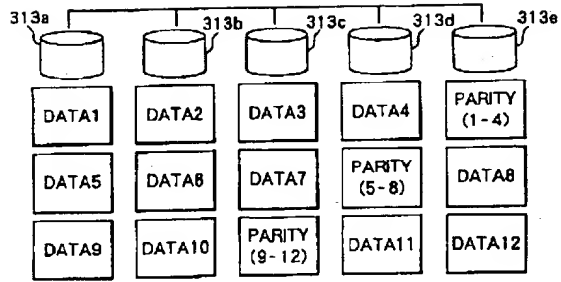 313a 313b 313c 313d 313e
DATA1 DATA2 DATA3 DATA4 PARITY (1-4)
DATA5 DATA6 DATA7 PARITY (5-8) DATA8
DATA9 DATA10 PARITY (9-12) DATA11 DATA12